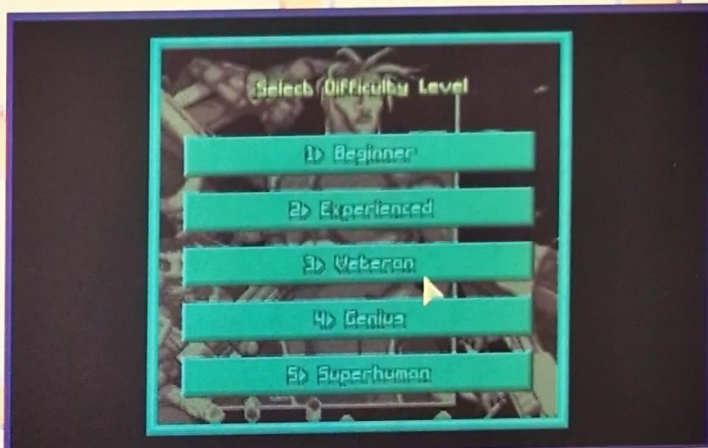 Select Difficulty Level
1> Beginner
2> Experienced
3> Veteran
4> Genius
5> Superhuman